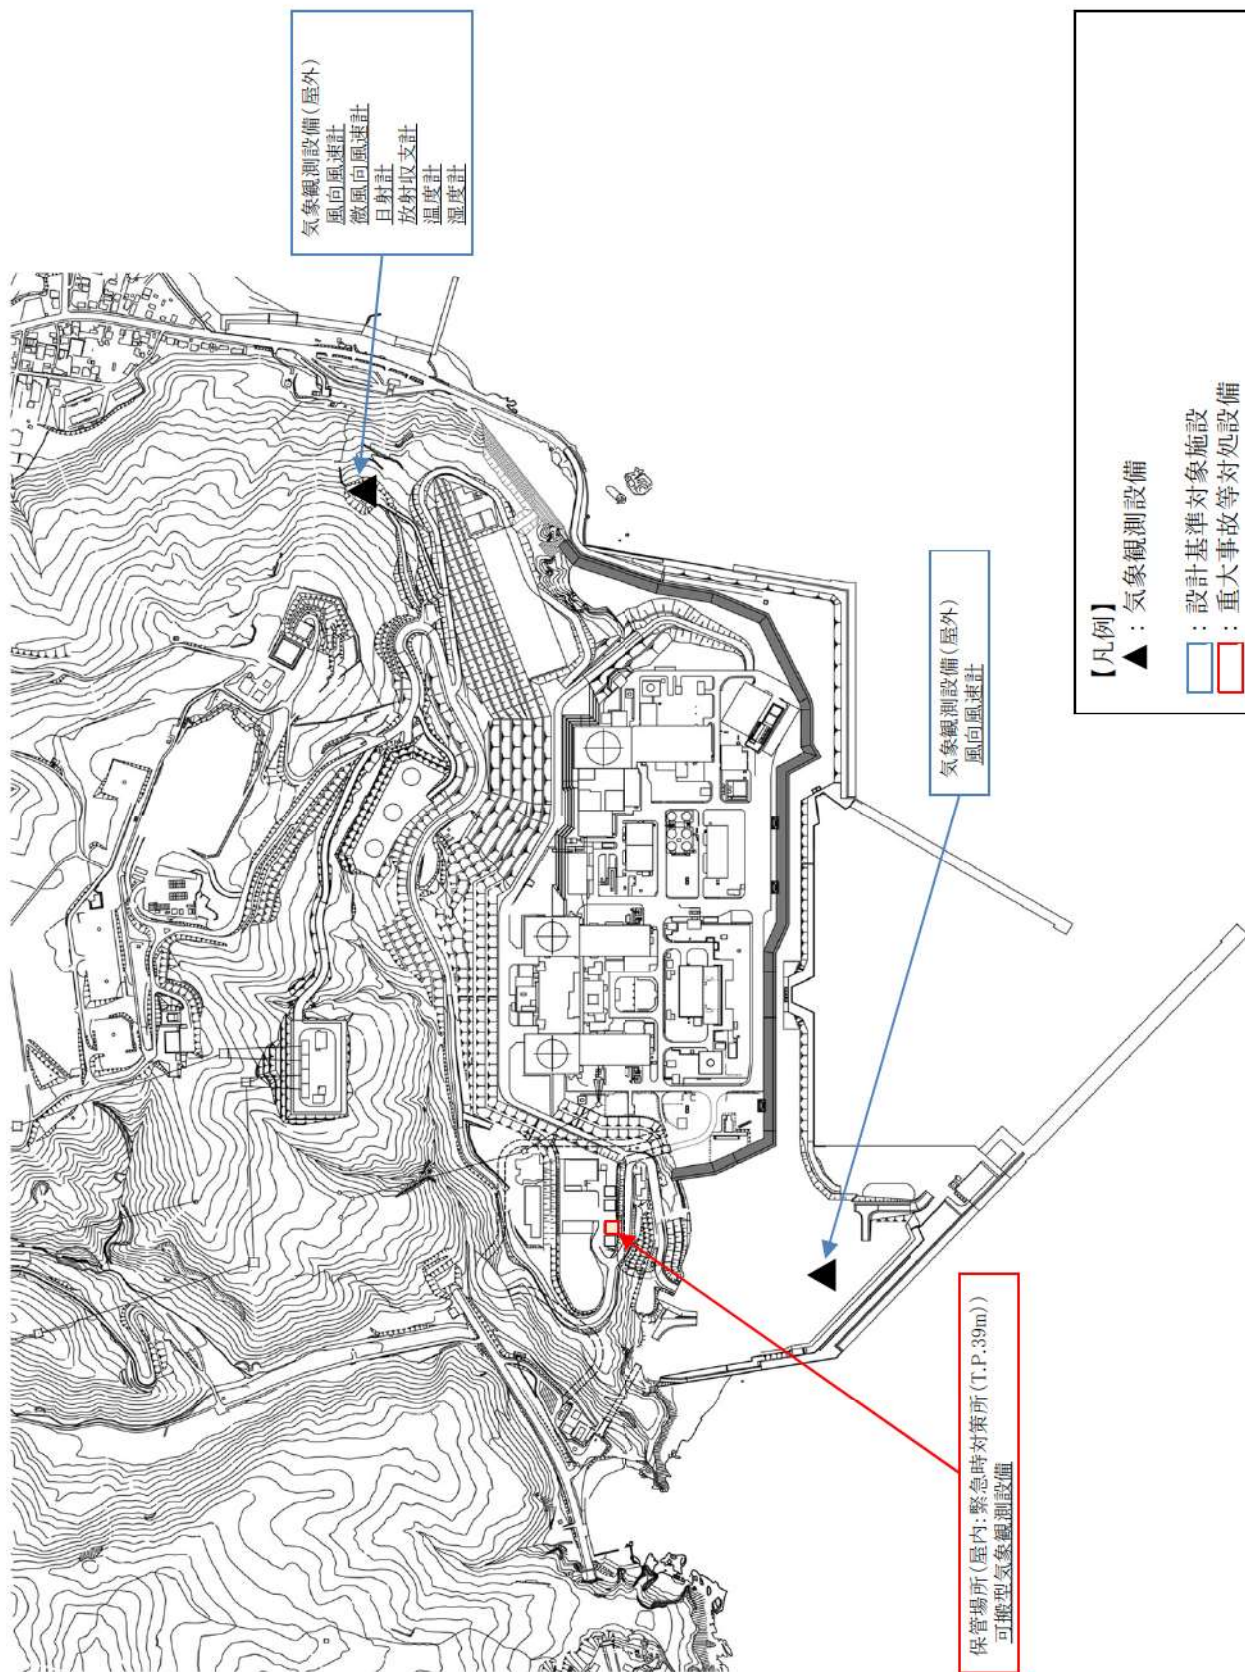 気象観測設備(屋外)
風向風速計
微風向風速計
日射計
放射収支計
温度計
湿度計
気象観測設備(屋外)
風向風速計
保管場所(屋内:緊急時対策所(T.P.39m))
可搬型気象観測設備
【凡例】
▲ : 気象観測設備
: 設計基準対象施設
: 重大事故等対処設備